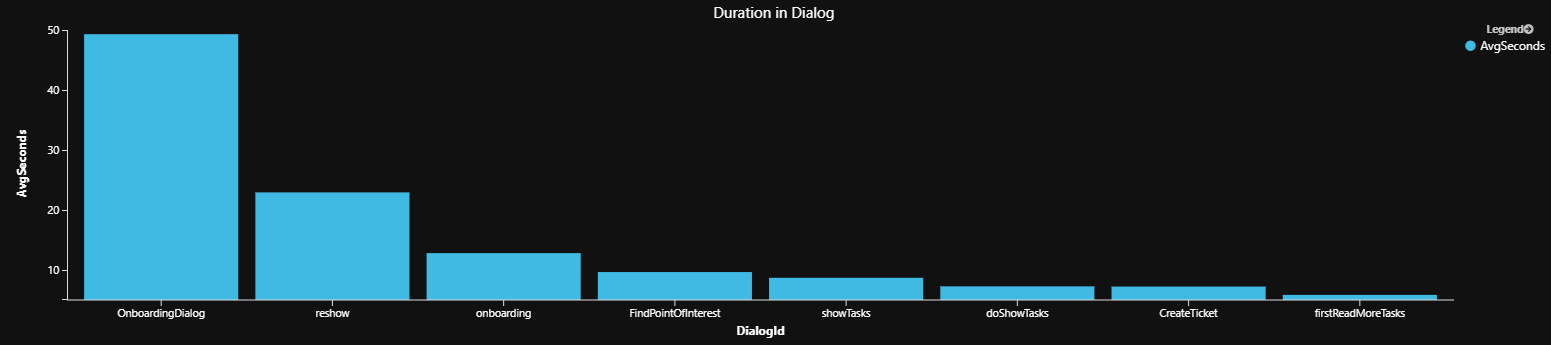 Duration in Dialog
Legend
AvgSeconds
50
40
30
20
10
AvgSeconds
OnboardingDialog
reshow
onboarding
FindPointOfInterest
showTasks
doShowTasks
CreateTicket
firstReadMoreTasks
DialogId